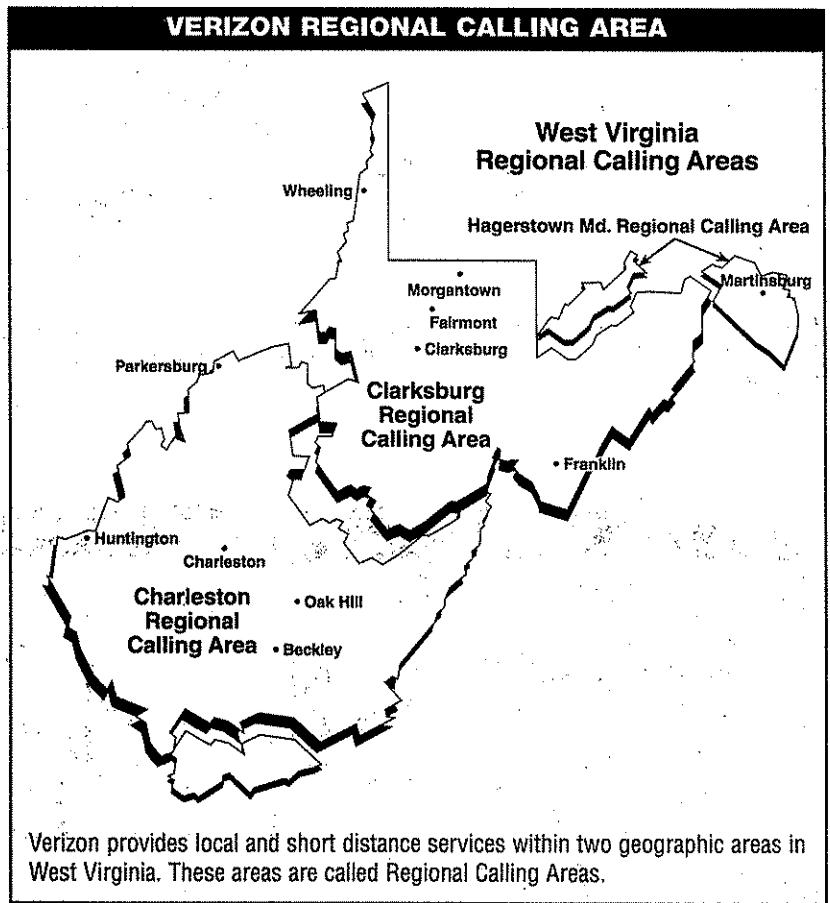 VERIZON REGIONAL CALLING AREA
West Virginia
Regional Calling Areas
Wheeling
Hagerstown Md. Regional Calling Area
Martinsburg
Morgantown
Fairmont
Clarksburg
Parkersburg
Clarksburg
Regional
Calling Area
Franklin
Huntington
Charleston
Charleston
Regional
Calling Area
Oak Hill
Beckley
Verizon provides local and short distance services within two geographic areas in
West Virginia. These areas are called Regional Calling Areas.